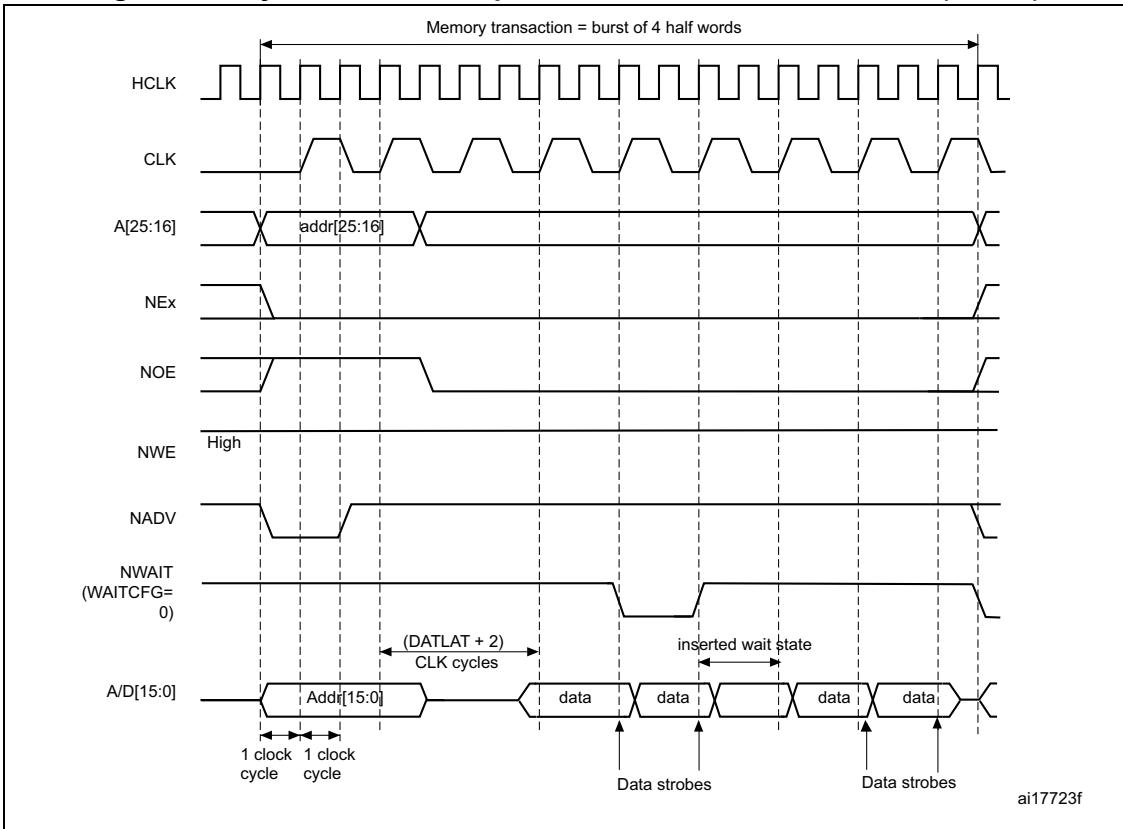 Memory transaction = burst of 4 half words
HCLK
CLK
A[25:16]
addr[25:16]
NEx
NOE
High
NWE
NADV
NWAIT
(WAITCFG=
0)
(DATLAT + 2)
CLK cycles
inserted wait state
A/D[15:0]
Addr[15:0]
data
data
data
data
1 clock
cycle
1 clock
cycle
Data strobes
Data strobes
ai17723f